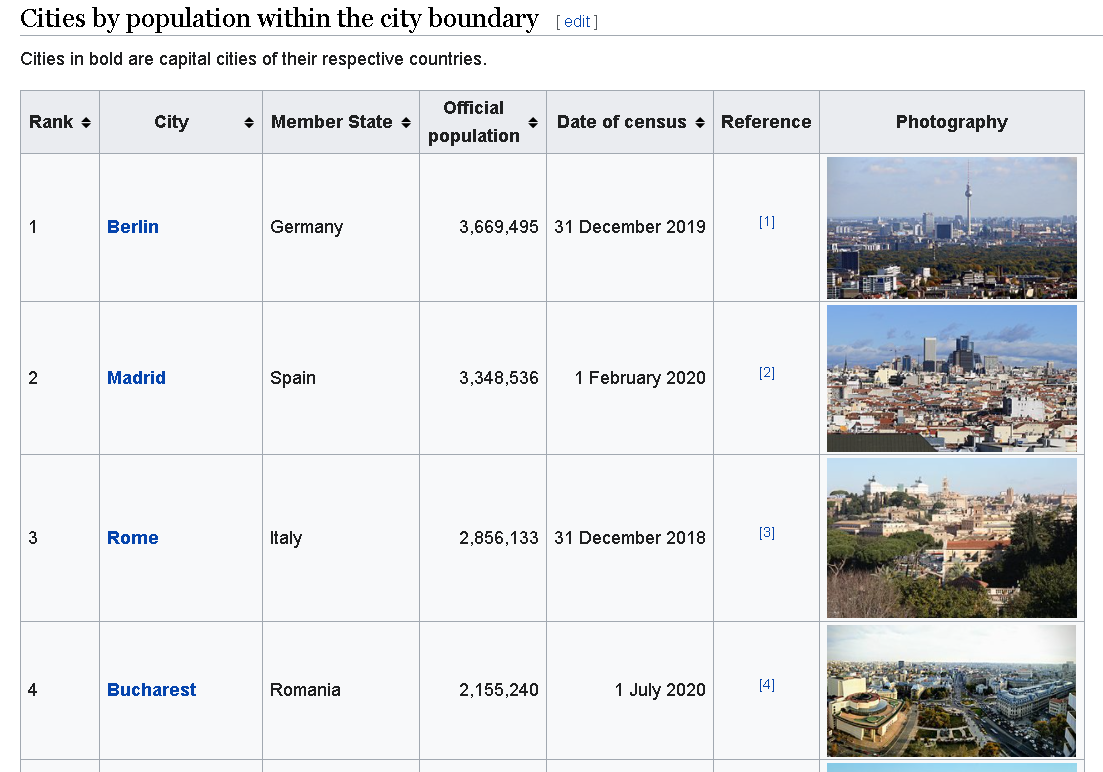 Cities by population within the city boundary [ edit ]
Cities in bold are capital cities of their respective countries.
Rank City Member State Official population Date of census Reference Photography
1 Berlin Germany 3,669,495 31 December 2019 [1]
2 Madrid Spain 3,348,536 1 February 2020 [2]
3 Rome Italy 2,856,133 31 December 2018 [3]
4 Bucharest Romania 2,155,240 1 July 2020 [4]